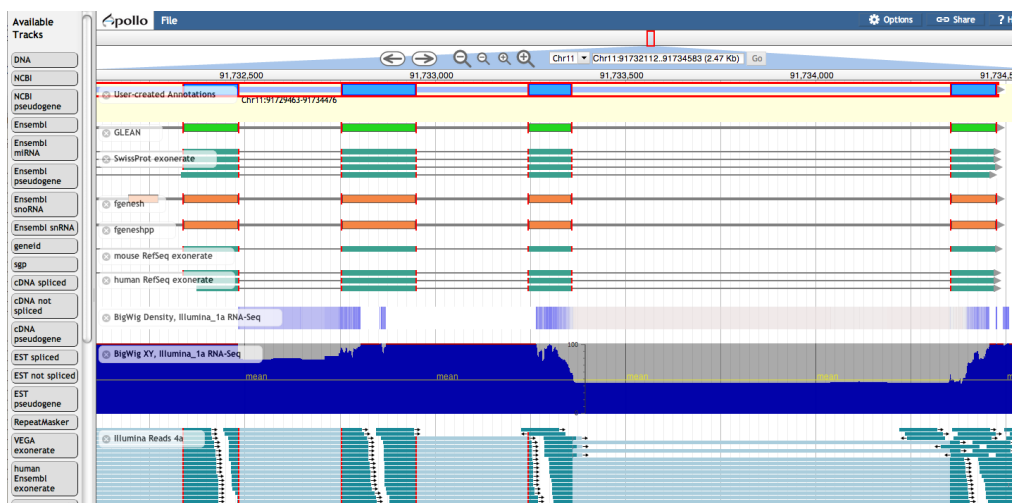 Available
Tracks
DNA
NCBI
NCBI
pseudogene
Ensembl
Ensembl
miRNA
Ensembl
pseudogene
Ensembl
snoRNA
Ensembl snRNA
geneid
sgp
cDNA spliced
cDNA not
spliced
cDNA
pseudogene
EST spliced
EST not spliced
EST
pseudogene
RepeatMasker
VEGA
exonerate
human
Ensembl
exonerate
Apollo File Options Share ?
Chr11 Chr11:91732112..91734583 (2.47 Kb) Go
91,732,500 91,733,000 91,733,500 91,734,000
User-created Annotations
Chr11:91729463-91734476
GLEAN
SwissProt exonerate
fgenesh
fgeneshpp
mouse RefSeq exonerate
human RefSeq exonerate
BigWig Density, Illumina_1a RNA-Seq
BigWig XY, Illumina_1a RNA-Seq
100
mean mean mean mean
Illumina Reads 4a